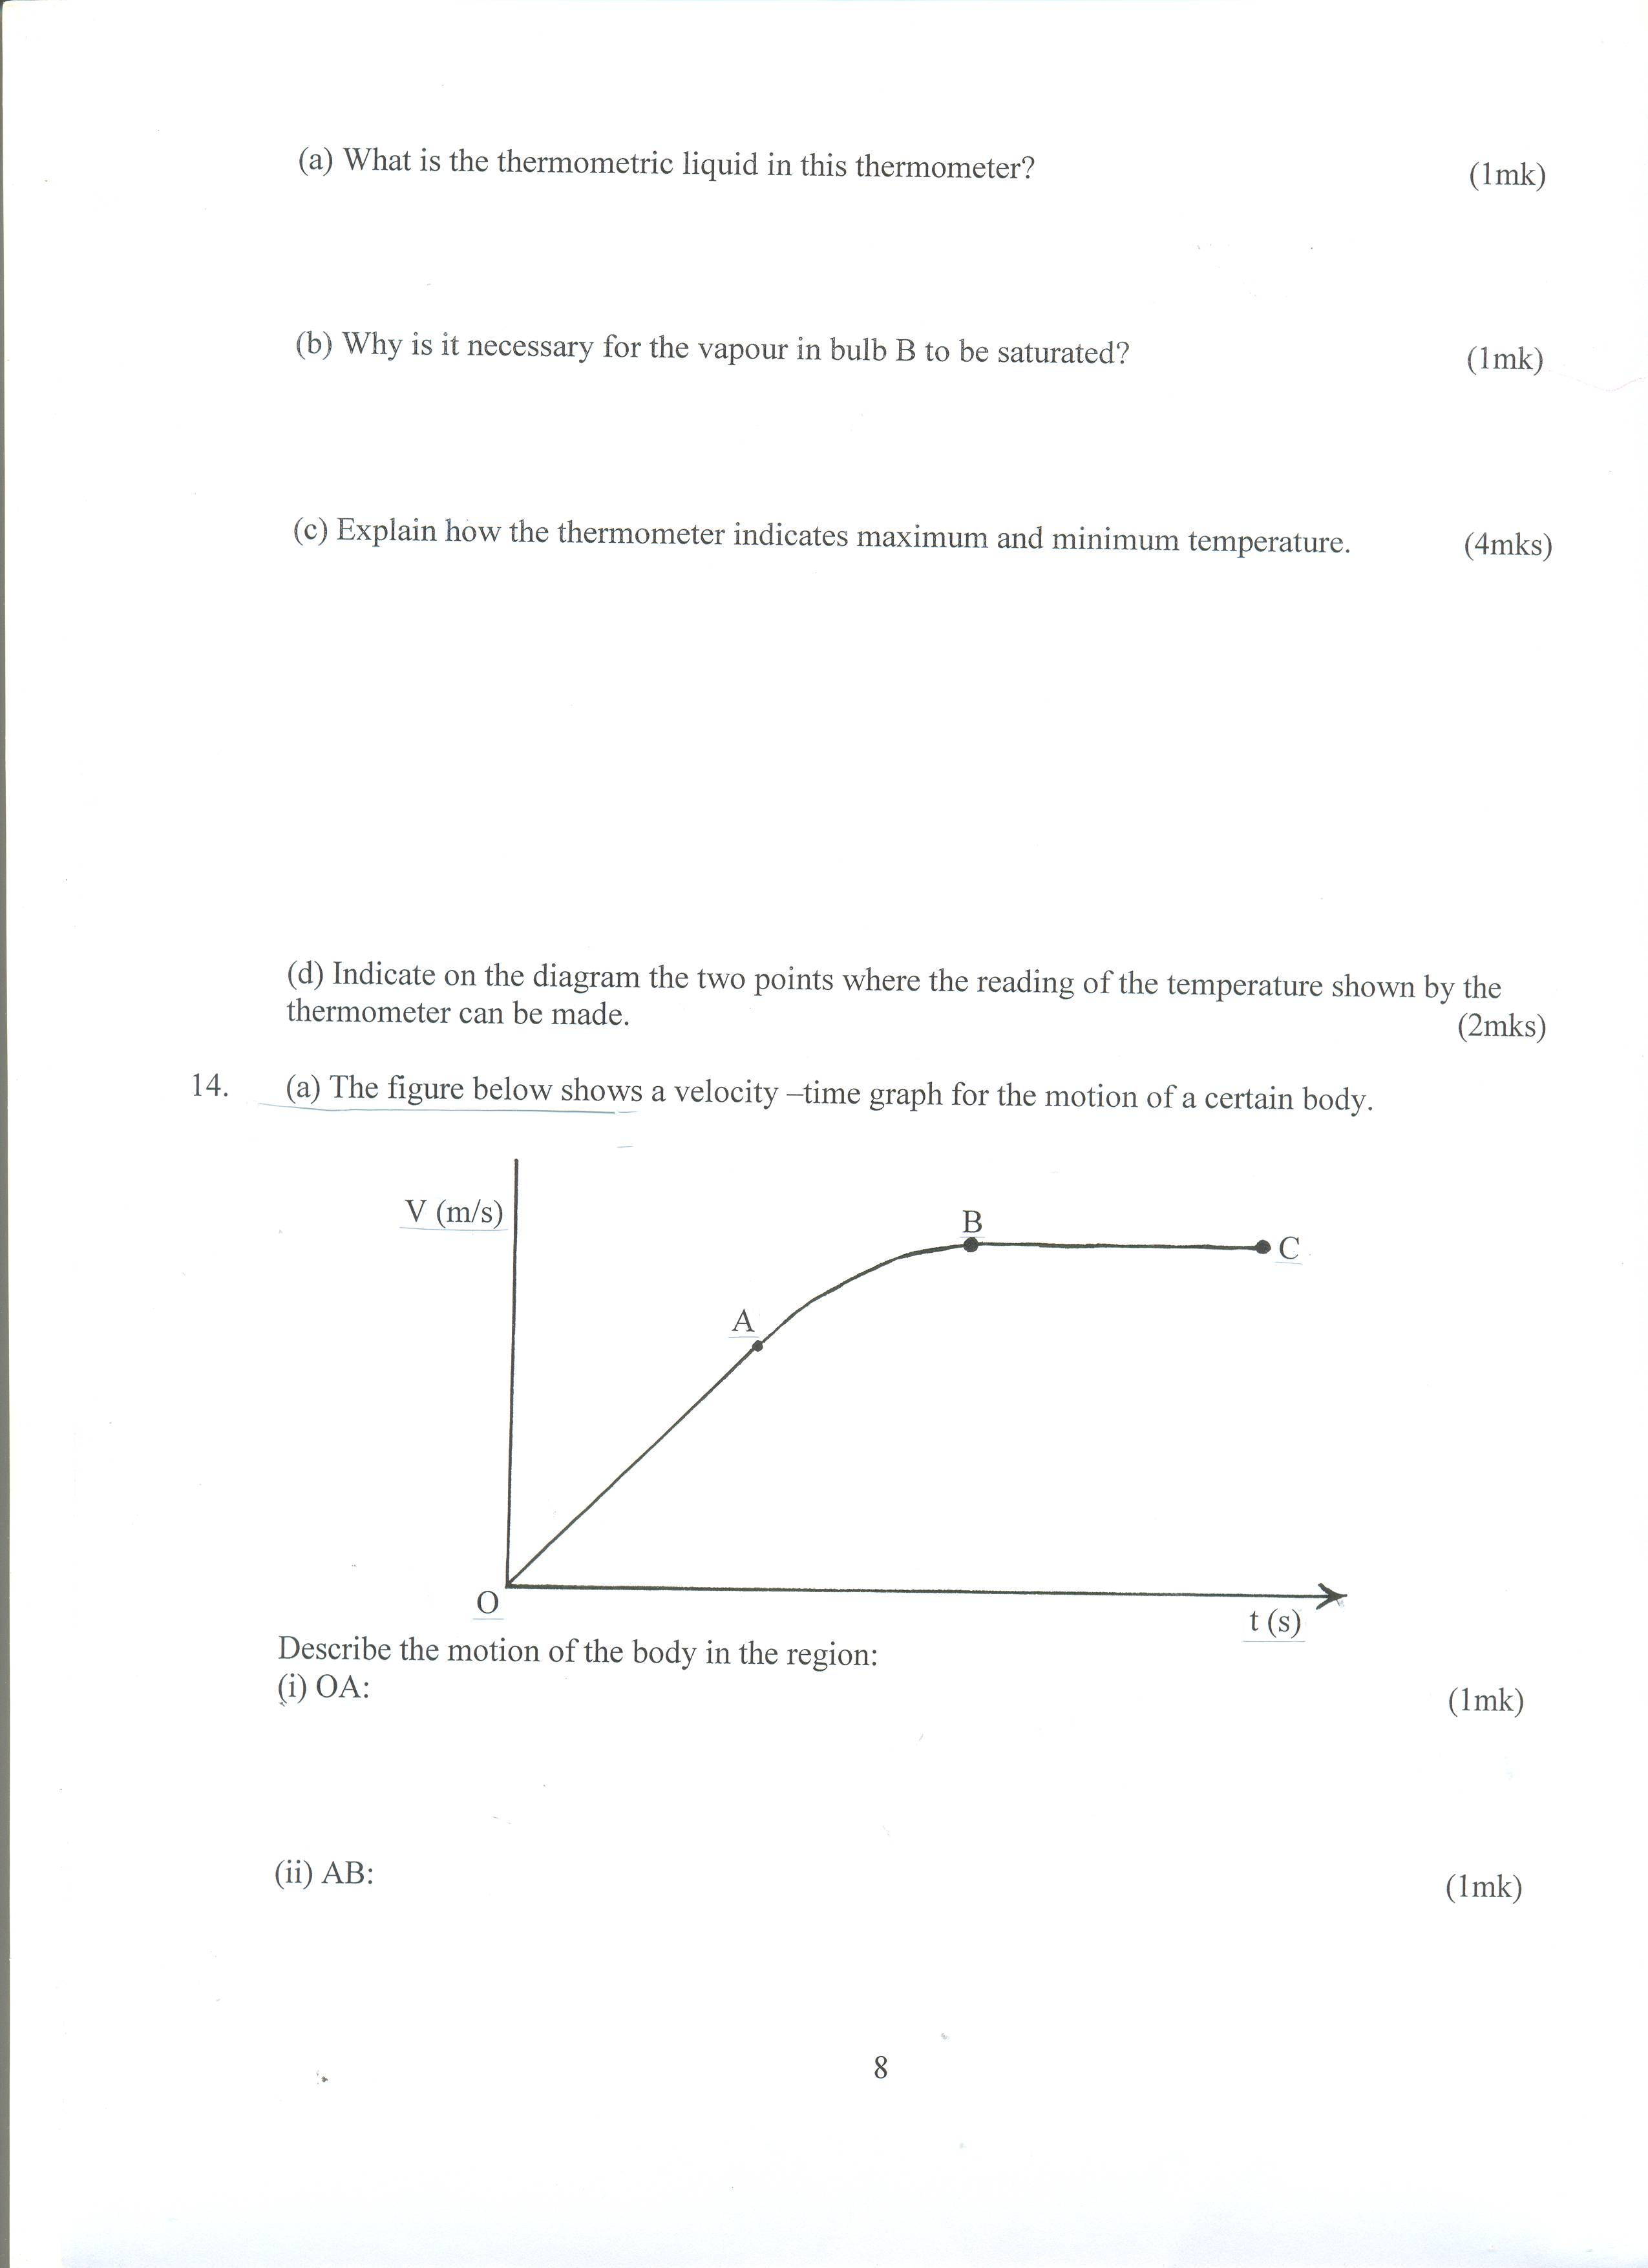 (a) What is the thermometric liquid in this thermometer? (1mk)
(b) Why is it necessary for the vapour in bulb B to be saturated? (1mk)
(c) Explain how the thermometer indicates maximum and minimum temperature. (4mks)
(d) Indicate on the diagram the two points where the reading of the temperature shown by the
thermometer can be made. (2mks)
14. (a) The figure below shows a velocity –time graph for the motion of a certain body.
V (m/s)
B
C
A
O
t (s)
Describe the motion of the body in the region:
(i) OA: (1mk)
(ii) AB: (1mk)
8